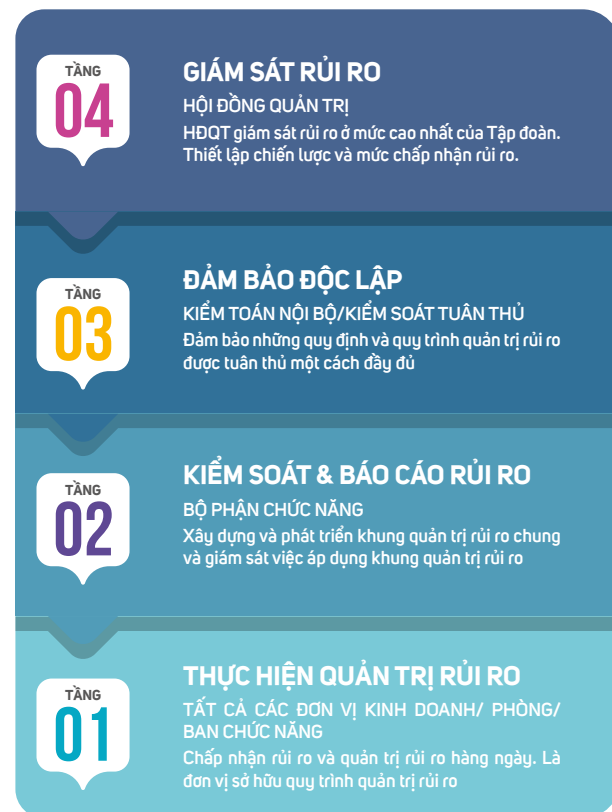 TẦNG
04
GIÁM SÁT RỦI RO
HỘI ĐỒNG QUẢN TRỊ
HĐQT giám sát rủi ro ở mức cao nhất của Tập đoàn.
Thiết lập chiến lược và mức chấp nhận rủi ro.
TẦNG
03
ĐẢM BẢO ĐỘC LẬP
KIỂM TOÁN NỘI BỘ/KIỂM SOÁT TUÂN THỦ
Đảm bảo những quy định và quy trình quản trị rủi ro
được tuân thủ một cách đầy đủ
TẦNG
02
KIỂM SOÁT & BÁO CÁO RỦI RO
BỘ PHẬN CHỨC NĂNG
Xây dựng và phát triển khung quản trị rủi ro chung
và giám sát việc áp dụng khung quản trị rủi ro
TẦNG
01
THỰC HIỆN QUẢN TRỊ RỦI RO
TẤT CẢ CÁC ĐƠN VỊ KINH DOANH/ PHÒNG/
BAN CHỨC NĂNG
Chấp nhận rủi ro và quản trị rủi ro hàng ngày. Là
đơn vị sở hữu quy trình quản trị rủi ro